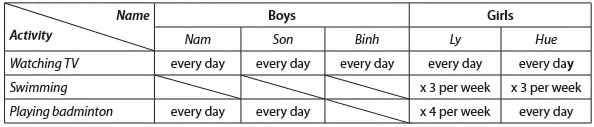 Name Boys Girls
Activity Nam Son Binh Ly Hue
Watching TV every day every day every day every day every day
Swimming x 3 per week x 3 per week
Playing badminton every day every day x 4 per week every day